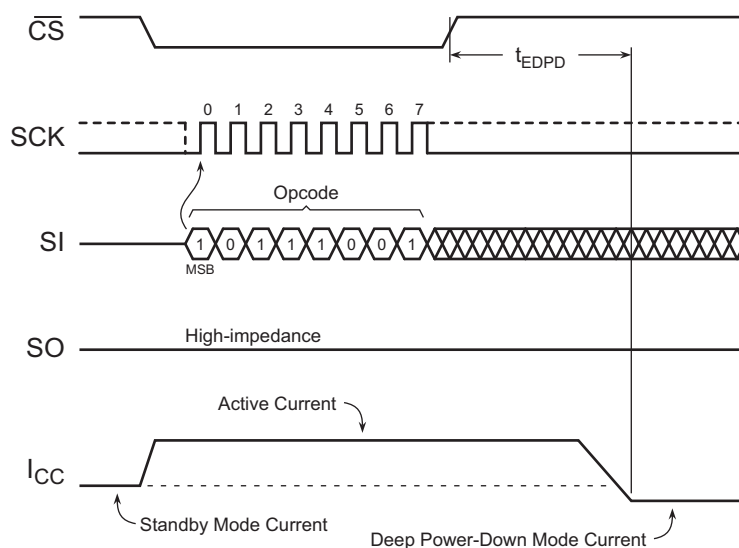 CS
tEDPD
0 1 2 3 4 5 6 7
SCK
Opcode
SI
1 0 1 1 1 0 0 1
MSB
High-impedance
SO
Active Current
ICC
Standby Mode Current
Deep Power-Down Mode Current